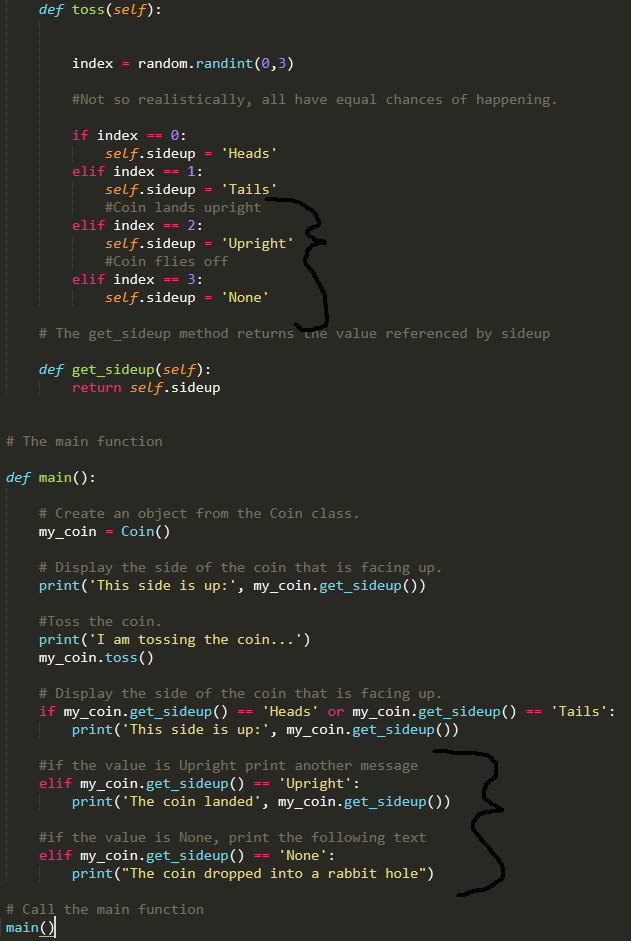 def toss(self):
index = random.randint(0,3)
#Not so realistically, all have equal chances of happening.
if index == 0:
self.sideup = 'Heads'
elif index == 1:
self.sideup = 'Tails'
#Coin lands upright
elif index == 2:
self.sideup = 'Upright'
#Coin flies off
elif index == 3:
self.sideup = 'None'
# The get_sideup method returns the value referenced by sideup
def get_sideup(self):
return self.sideup
# The main function
def main():
# Create an object from the Coin class.
my_coin = Coin()
# Display the side of the coin that is facing up.
print('This side is up:', my_coin.get_sideup())
#Toss the coin.
print('I am tossing the coin...')
my_coin.toss()
# Display the side of the coin that is facing up.
if my_coin.get_sideup() == 'Heads' or my_coin.get_sideup() == 'Tails':
print('This side is up:', my_coin.get_sideup())
#if the value is Upright print another message
elif my_coin.get_sideup() == 'Upright':
print('The coin landed', my_coin.get_sideup())
#if the value is None, print the following text
elif my_coin.get_sideup() == 'None':
print("The coin dropped into a rabbit hole")
# Call the main function
main()